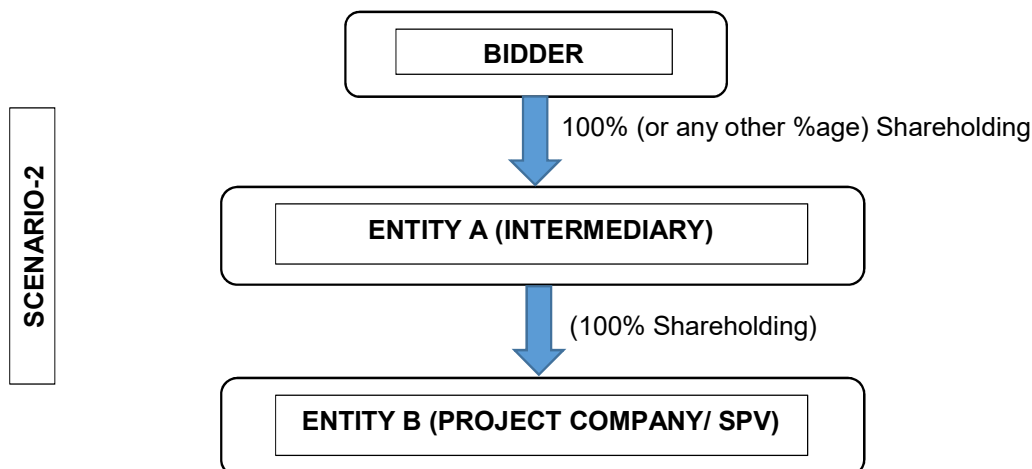 BIDDER
100% (or any other %age) Shareholding
SCENARIO-2
ENTITY A (INTERMEDIARY)
(100% Shareholding)
ENTITY B (PROJECT COMPANY/ SPV)